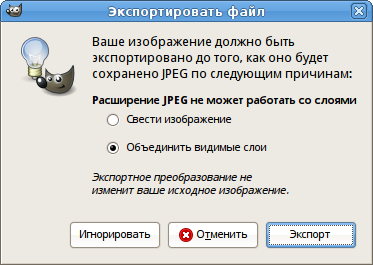 Экспортировать файл
Ваше изображение должно быть
экспортировано до того, как оно будет
сохранено JPEG по следующим причинам:
Расширение JPEG не может работать со слоями
Свести изображение
Объединить видимые слои
Экспортное преобразование не
изменит ваше исходное изображение.
Игнорировать
Отменить
Экспорт